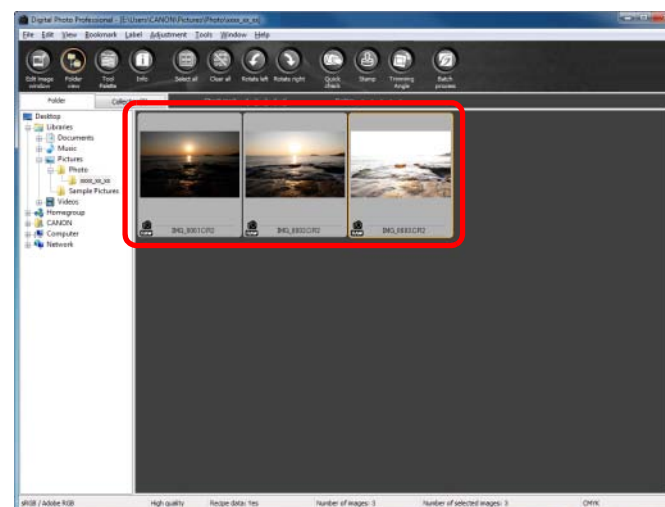 Digital Photo Professional - [E:\Users\CANON\Pictures\Photo\xxxx_xx_xx]
File Edit View Bookmark Label Adjustment Tools Window Help
Edit image window
Folder view
Tool Palette
Info
Select all
Clear all
Rotate left
Rotate right
Quick check
Stamp
Trimming Angle
Batch process
Folder
Desktop
Libraries
Documents
Music
Pictures
Photo
xxxx_xx_xx
Sample Pictures
Videos
Homegroup
CANON
Computer
Network
RAW IMG_0001.CR2
RAW IMG_0002.CR2
RAW IMG_0003.CR2
sRGB / Adobe RGB High quality Recipe data: Yes Number of images: 3 Number of selected images: 3 CMYK